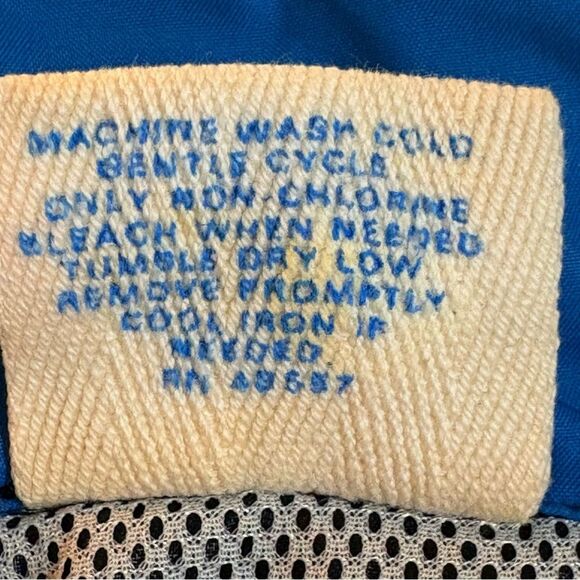 MACHINE WASH COLD
GENTLE CYCLE
ONLY NON-CHLORINE
BLEACH WHEN NEEDED
TUMBLE DRY LOW
REMOVE PROMPTLY
COOL IRON IF
NEEDED
RN